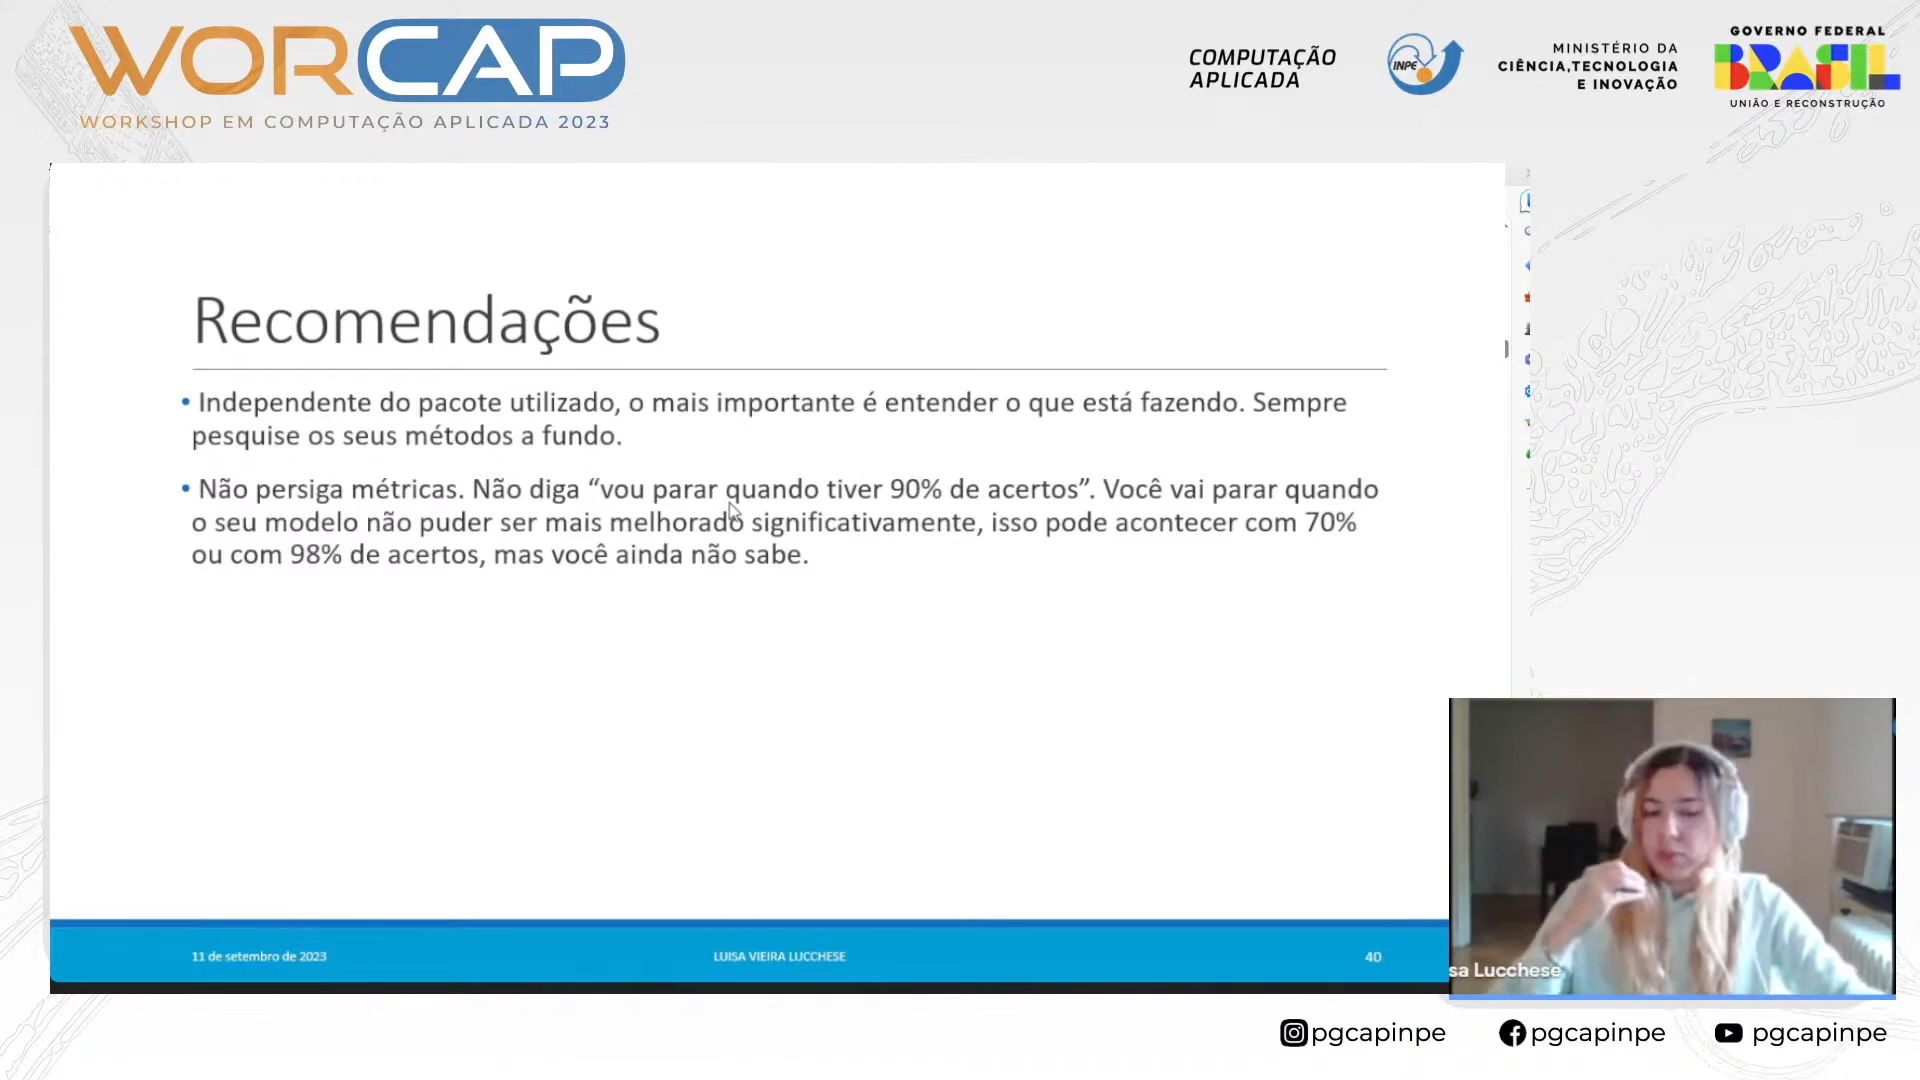 WORCAP
WORKSHOP EM COMPUTAÇÃO APLICADA 2023
COMPUTAÇÃO
APLICADA
INPE
MINISTÉRIO DA
CIÊNCIA,TECNOLOGIA
E INOVAÇÃO
GOVERNO FEDERAL
BRASIL
UNIÃO E RECONSTRUÇÃO
Recomendações
• Independente do pacote utilizado, o mais importante é entender o que está fazendo. Sempre
pesquise os seus métodos a fundo.
• Não persiga métricas. Não diga “vou parar quando tiver 90% de acertos”. Você vai parar quando
o seu modelo não puder ser mais melhorado significativamente, isso pode acontecer com 70%
ou com 98% de acertos, mas você ainda não sabe.
11 de setembro de 2023
LUISA VIEIRA LUCCHESE
40
sa Lucchese
pgcapinpe
pgcapinpe
pgcapinpe